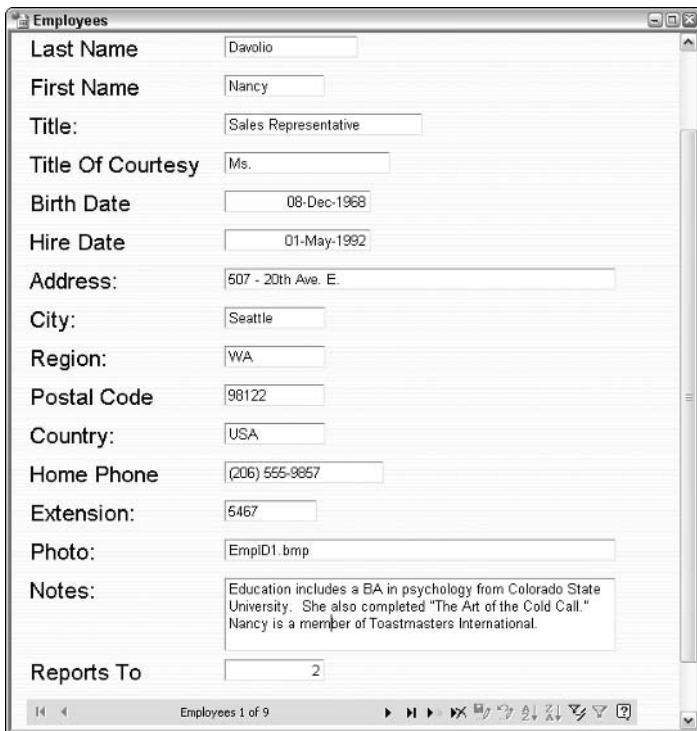 Employees
Last Name Davolio
First Name Nancy
Title: Sales Representative
Title Of Courtesy Ms.
Birth Date 08-Dec-1968
Hire Date 01-May-1992
Address: 507 - 20th Ave. E.
City: Seattle
Region: WA
Postal Code 98122
Country: USA
Home Phone (206) 555-9857
Extension: 5467
Photo: EmpID1.bmp
Notes: Education includes a BA in psychology from Colorado State
University. She also completed "The Art of the Cold Call."
Nancy is a member of Toastmasters International.
Reports To 2
Employees 1 of 9